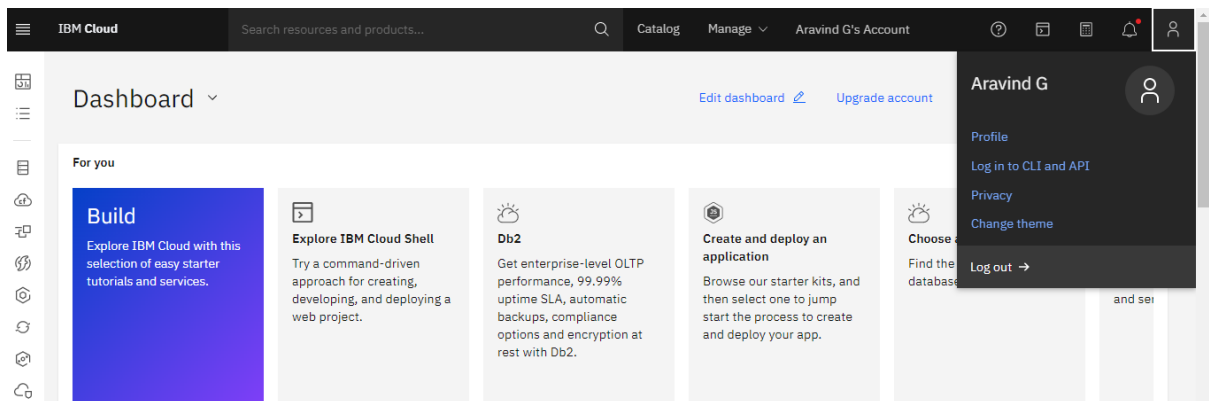 IBM Cloud
Search resources and products...
Catalog
Manage
Aravind G's Account
Dashboard
Edit dashboard
Upgrade account
Aravind G
Profile
Log in to CLI and API
Privacy
Change theme
Log out →
For you
Build
Explore IBM Cloud with this
selection of easy starter
tutorials and services.
Explore IBM Cloud Shell
Try a command-driven
approach for creating,
developing, and deploying a
web project.
Db2
Get enterprise-level OLTP
performance, 99.99%
uptime SLA, automatic
backups, compliance
options and encryption at
rest with Db2.
Create and deploy an
application
Browse our starter kits, and
then select one to jump
start the process to create
and deploy your app.
Choose
Find the
database
and